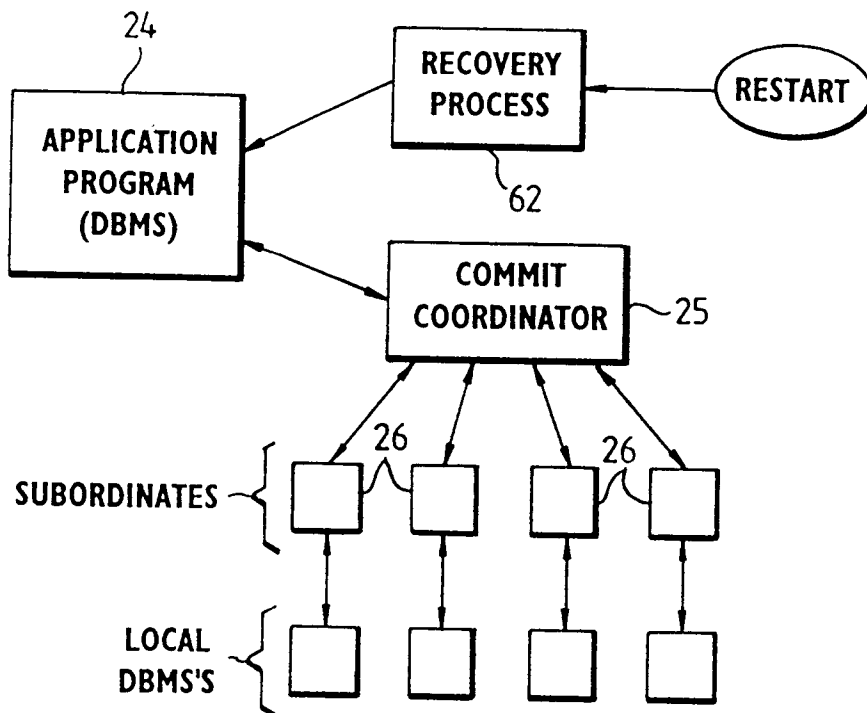 24
APPLICATION
PROGRAM
(DBMS)
RECOVERY
PROCESS
62
RESTART
COMMIT
COORDINATOR
25
26
26
SUBORDINATES
LOCAL
DBMS'S